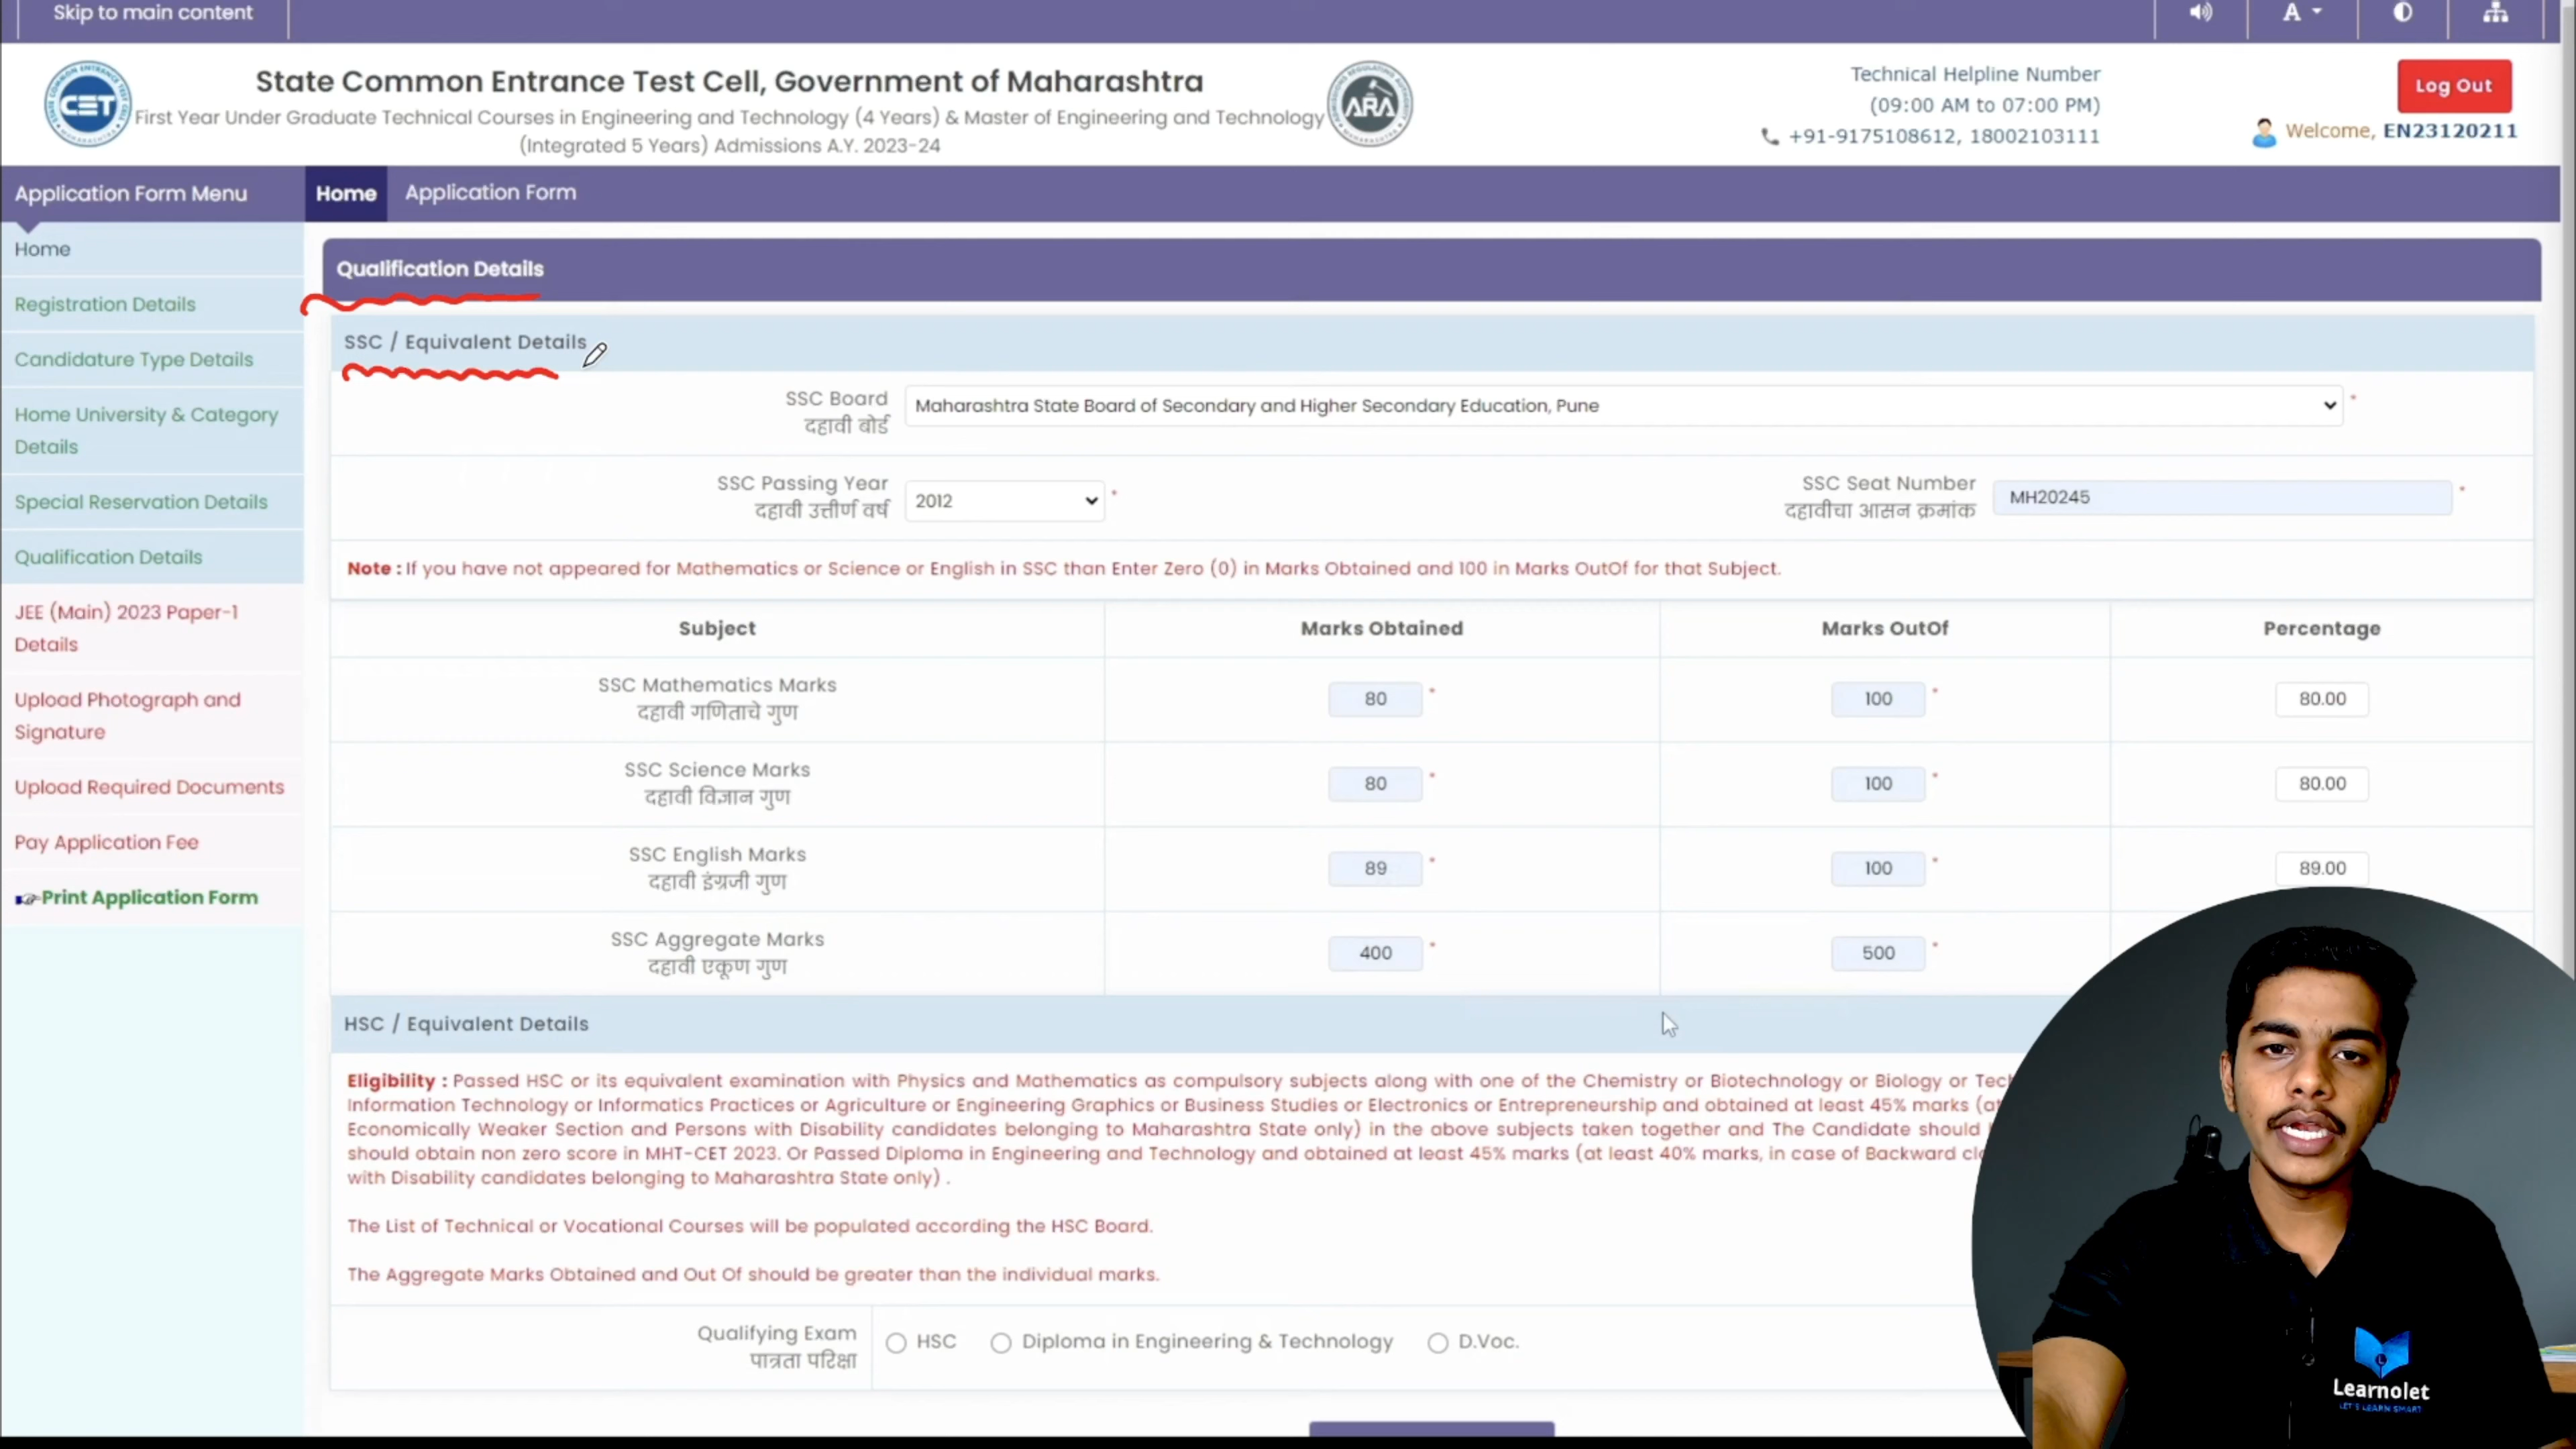 Skip to main content
A
CET
State Common Entrance Test Cell, Government of Maharashtra
First Year Under Graduate Technical Courses in Engineering and Technology (4 Years) & Master of Engineering and Technology
(Integrated 5 Years) Admissions A.Y. 2023-24
ARA
Technical Helpline Number
(09:00 AM to 07:00 PM)
+91-9175108612, 18002103111
Log Out
Welcome, EN23120211
Application Form Menu
Home
Application Form
Home
Registration Details
Candidature Type Details
Home University & Category
Details
Special Reservation Details
Qualification Details
JEE (Main) 2023 Paper-1
Details
Upload Photograph and
Signature
Upload Required Documents
Pay Application Fee
Print Application Form
Qualification Details
SSC / Equivalent Details
SSC Board
दहावी बोर्ड
Maharashtra State Board of Secondary and Higher Secondary Education, Pune *
SSC Passing Year
दहावी उत्तीर्ण वर्ष
2012 *
SSC Seat Number
दहावीचा आसन क्रमांक
MH20245 *
Note : If you have not appeared for Mathematics or Science or English in SSC than Enter Zero (0) in Marks Obtained and 100 in Marks OutOf for that Subject.
Subject Marks Obtained Marks OutOf Percentage
SSC Mathematics Marks
दहावी गणिताचे गुण
80 * 100 * 80.00
SSC Science Marks
दहावी विज्ञान गुण
80 * 100 * 80.00
SSC English Marks
दहावी इंग्रजी गुण
89 * 100 * 89.00
SSC Aggregate Marks
दहावी एकूण गुण
400 * 500 *
HSC / Equivalent Details
Eligibility : Passed HSC or its equivalent examination with Physics and Mathematics as compulsory subjects along with one of the Chemistry or Biotechnology or Biology or Tec
Information Technology or Informatics Practices or Agriculture or Engineering Graphics or Business Studies or Electronics or Entrepreneurship and obtained at least 45% marks (at
Economically Weaker Section and Persons with Disability candidates belonging to Maharashtra State only) in the above subjects taken together and The Candidate should
should obtain non zero score in MHT-CET 2023. Or Passed Diploma in Engineering and Technology and obtained at least 45% marks (at least 40% marks, in case of Backward cl
with Disability candidates belonging to Maharashtra State only) .
The List of Technical or Vocational Courses will be populated according the HSC Board.
The Aggregate Marks Obtained and Out Of should be greater than the individual marks.
Qualifying Exam
पात्रता परिक्षा
HSC Diploma in Engineering & Technology D.Voc.
Learnolet
LET'S LEARN SMART